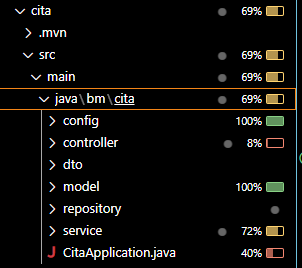 cita 69%
.mvn
src 69%
main 69%
java\bm\cita 69%
config 100%
controller 8%
dto
model 100%
repository
service 72%
J CitaApplication.java 40%